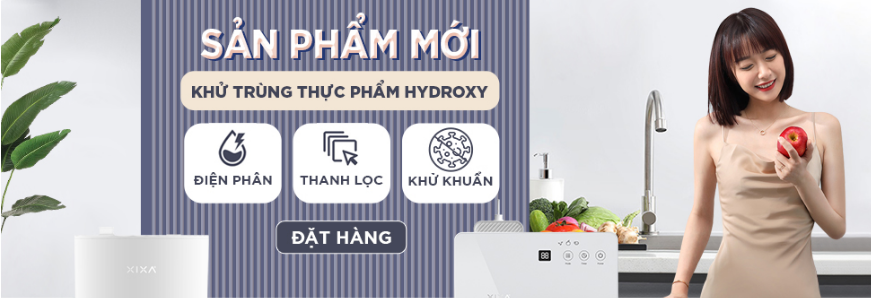 SẢN PHẨM MỚI
KHỬ TRÙNG THỰC PHẨM HYDROXY
ĐIỆN PHÂN
THANH LỌC
KHỬ KHUẨN
ĐẶT HÀNG
XIXA
88